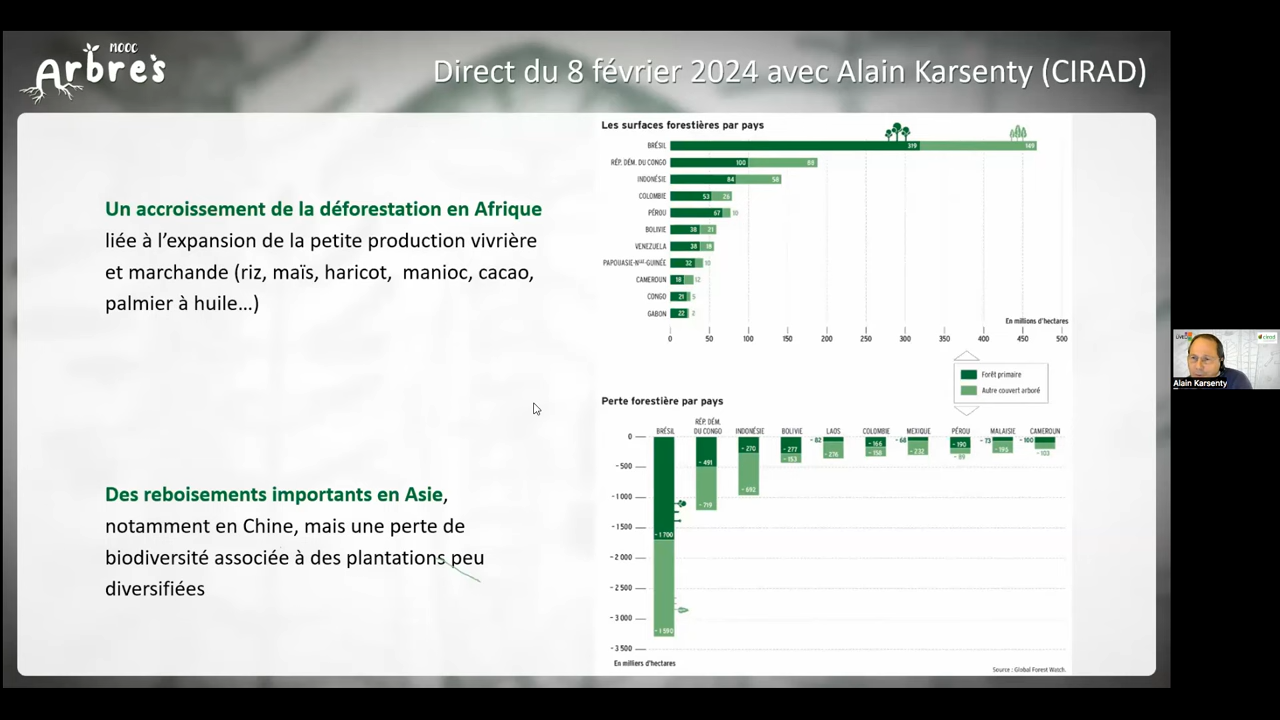 MOOC
Arbre's
Direct du 8 février 2024 avec Alain Karsenty (CIRAD)
Un accroissement de la déforestation en Afrique
liée à l'expansion de la petite production vivrière
et marchande (riz, maïs, haricot, manioc, cacao,
palmier à huile...)
Des reboisements importants en Asie,
notamment en Chine, mais une perte de
biodiversité associée à des plantations peu
diversifiées
Les surfaces forestières par pays
BRÉSIL 319 149
RÉP. DÉM. DU CONGO 100 88
INDONÉSIE 84 58
COLOMBIE 53 26
PÉROU 67 10
BOLIVIE 38 21
VENEZUELA 38 18
PAPOUASIE-Nlle-GUINÉE 32 10
CAMEROUN 18 12
CONGO 21 5
GABON 22 2
En millions d'hectares
0 50 100 150 200 250 300 350 400 450 500
Forêt primaire
Autre couvert arboré
Perte forestière par pays
BRÉSIL RÉP. DÉM. DU CONGO INDONÉSIE BOLIVIE LAOS COLOMBIE MEXIQUE PÉROU MALAISIE CAMEROUN
0
- 500
- 1 000
- 1 500
- 2 000
- 2 500
- 3 000
- 3 500
- 1 700
- 1 590
- 491
- 719
- 270
- 692
- 277
- 153
- 82
- 276
- 166
- 158
- 68
- 232
- 190
- 89
- 73
- 195
- 100
- 103
En milliers d'hectares
Source : Global Forest Watch.
cirad
Alain Karsenty